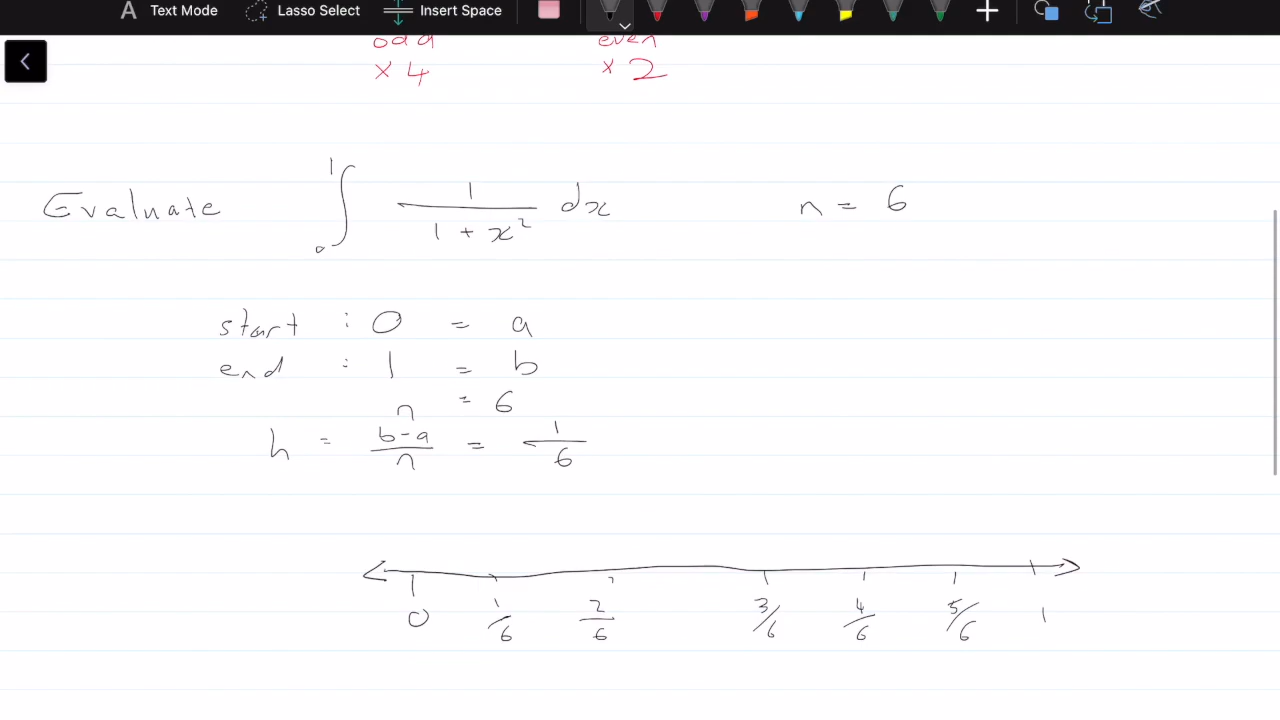 Text Mode Lasso Select Insert Space
odd even
× 4 × 2
Evaluate ∫₀¹ 1/(1 + x²) dx n = 6
start : 0 = a
end : 1 = b
n = 6
h = (b-a)/n = 1/6
0 1/6 2/6 3/6 4/6 5/6 1